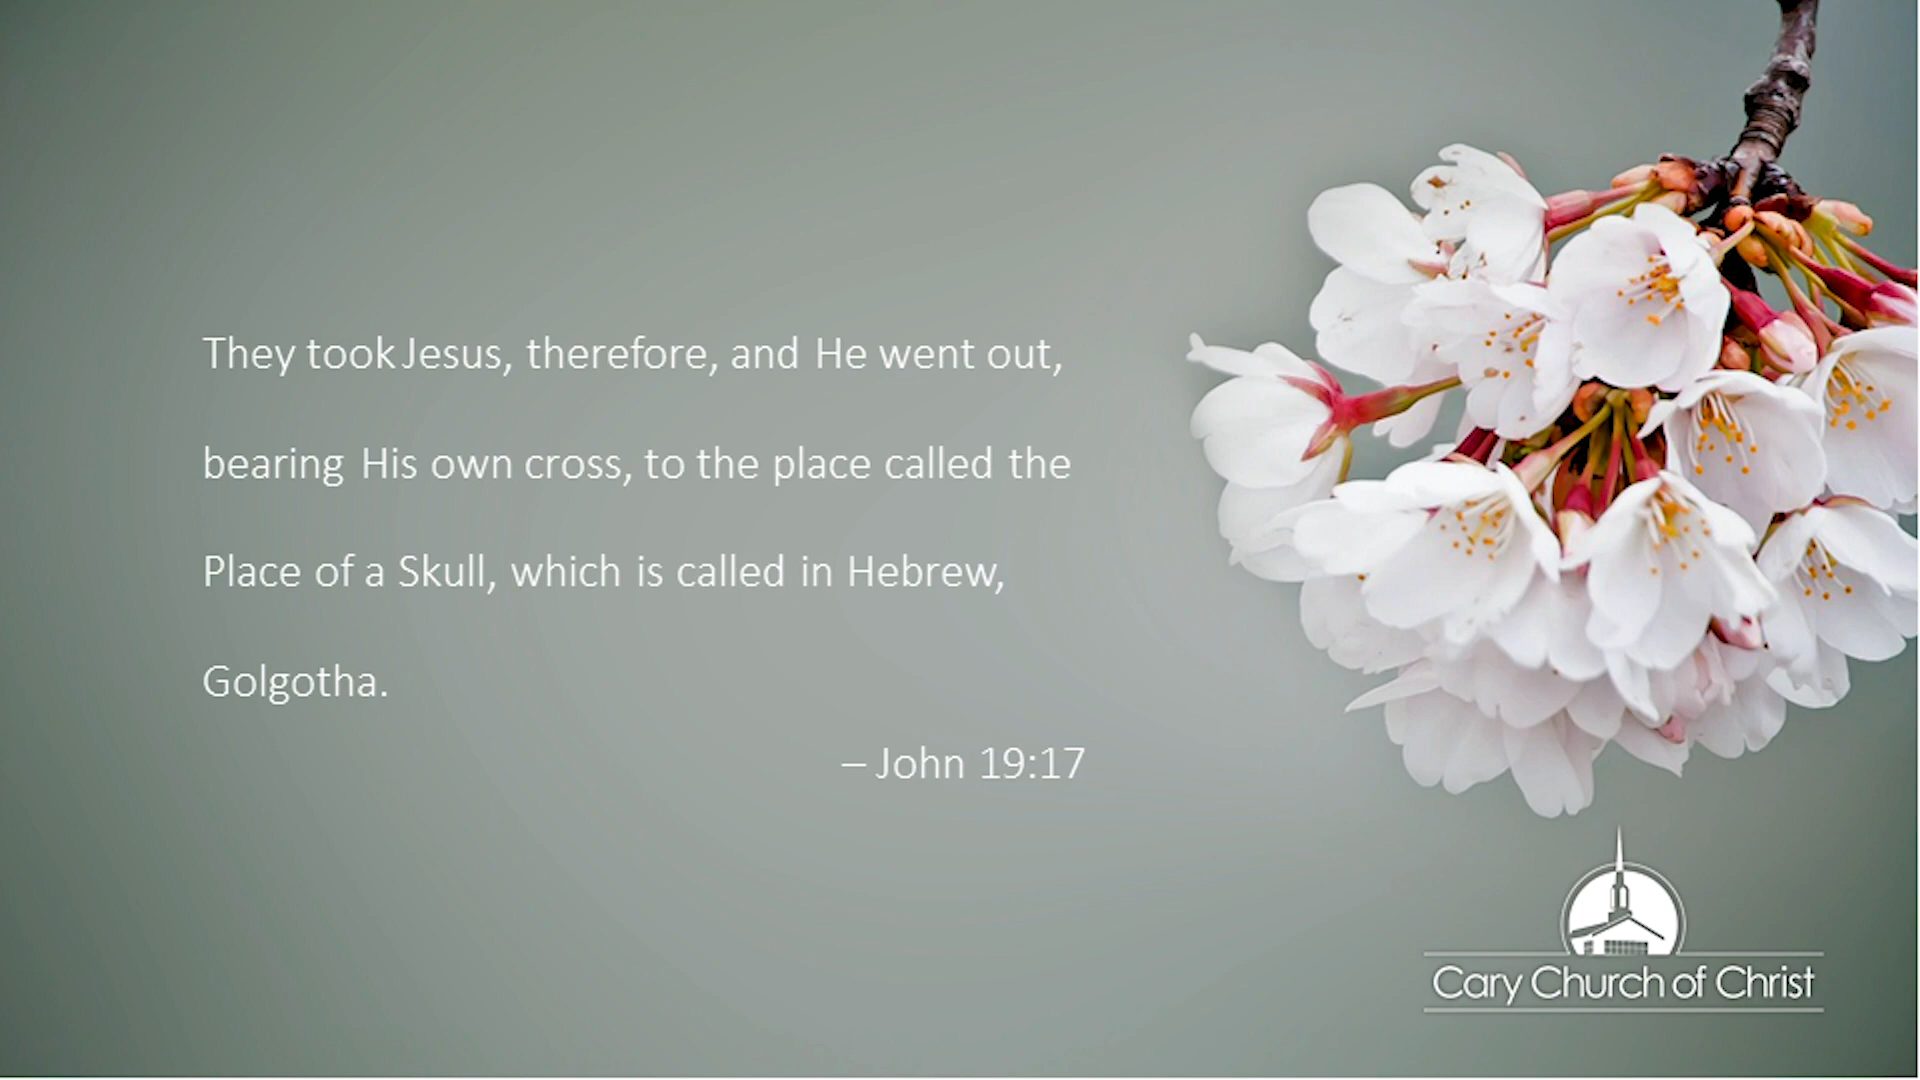 They took Jesus, therefore, and He went out,
bearing His own cross, to the place called the
Place of a Skull, which is called in Hebrew,
Golgotha.
– John 19:17
Cary Church of Christ